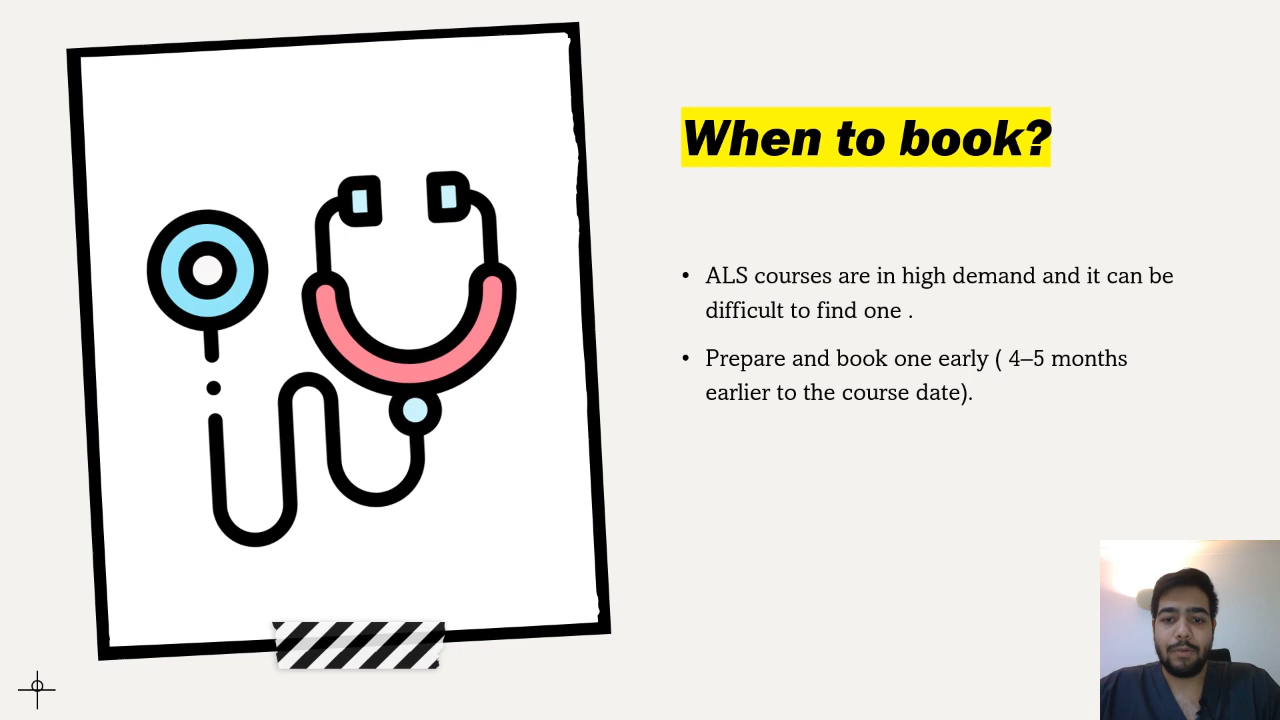 When to book?
• ALS courses are in high demand and it can be
difficult to find one .
• Prepare and book one early ( 4–5 months
earlier to the course date).